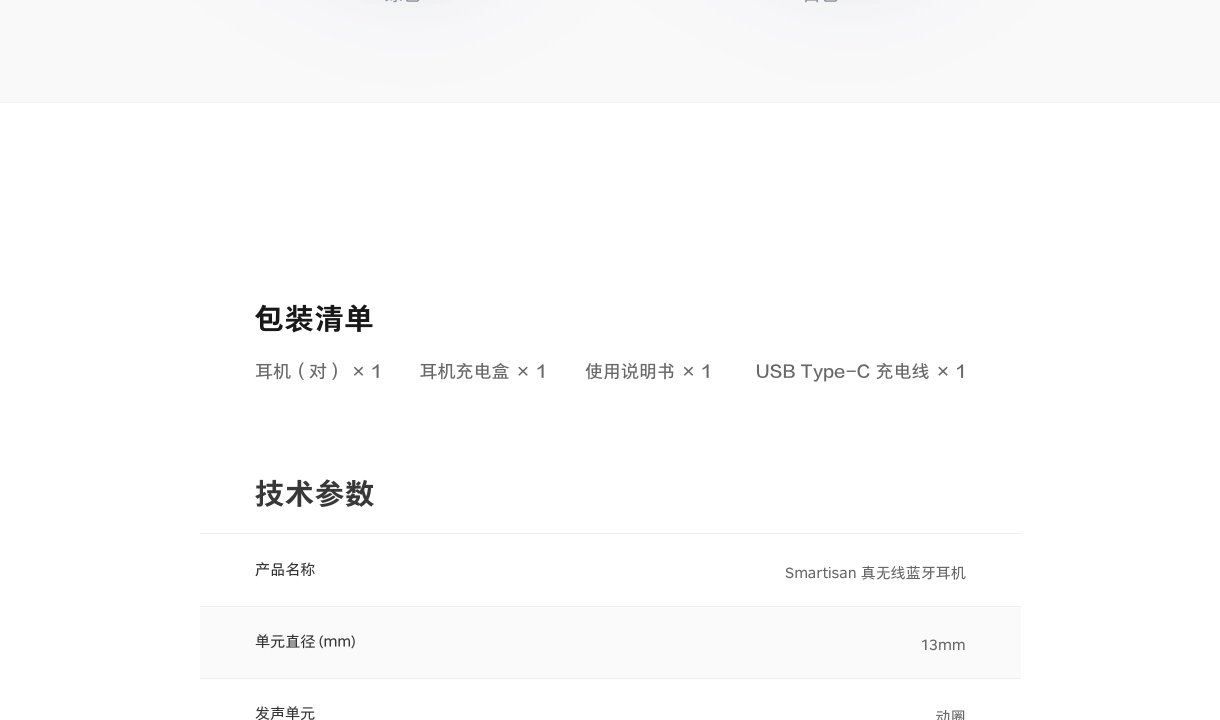 包装清单
耳机（对） × 1 耳机充电盒 × 1 使用说明书 × 1 USB Type-C 充电线 × 1
技术参数
产品名称 Smartisan 真无线蓝牙耳机
单元直径 (mm) 13mm
发声单元 动圈